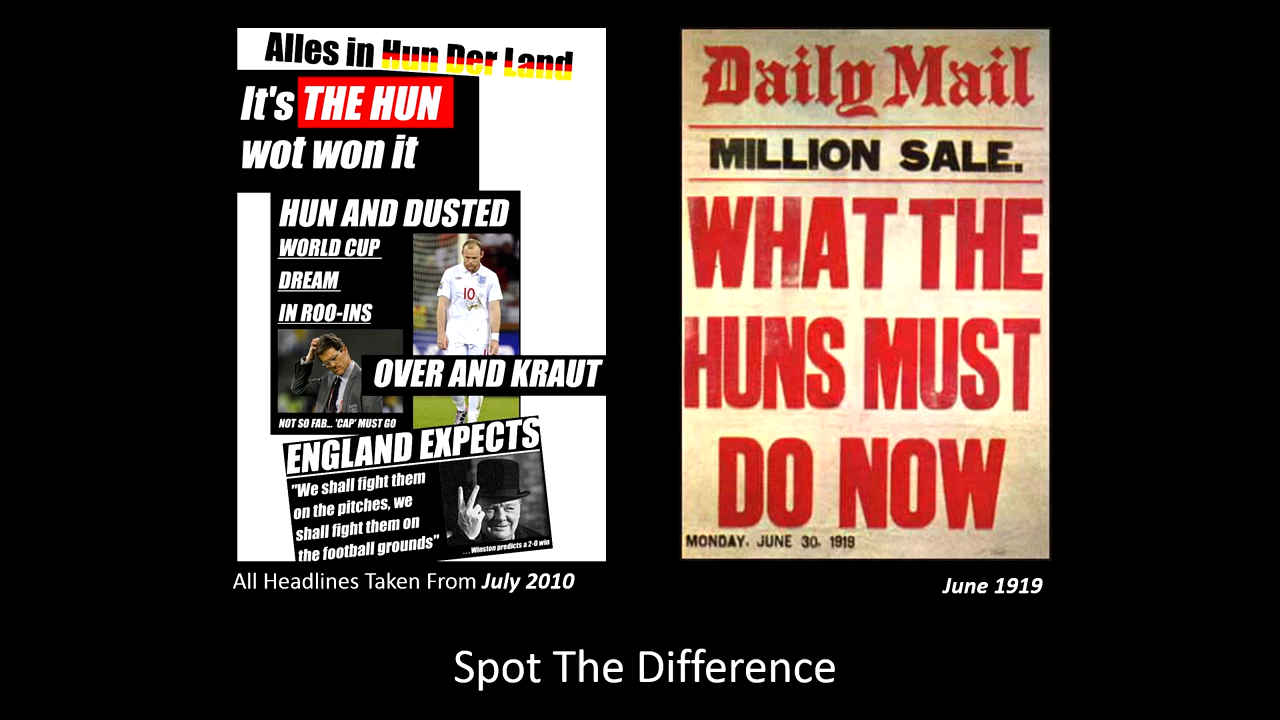 Alles in Hun Der Land
It's THE HUN
wot won it
HUN AND DUSTED
WORLD CUP
DREAM
IN ROO-INS
10
OVER AND KRAUT
NOT SO FAB... 'CAP' MUST GO
ENGLAND EXPECTS
"We shall fight them
on the pitches, we
shall fight them on
the football grounds"
...Winston predicts a 2-0 win
All Headlines Taken From July 2010
Daily Mail
MILLION SALE.
WHAT THE
HUNS MUST
DO NOW
MONDAY, JUNE 30, 1919
June 1919
Spot The Difference